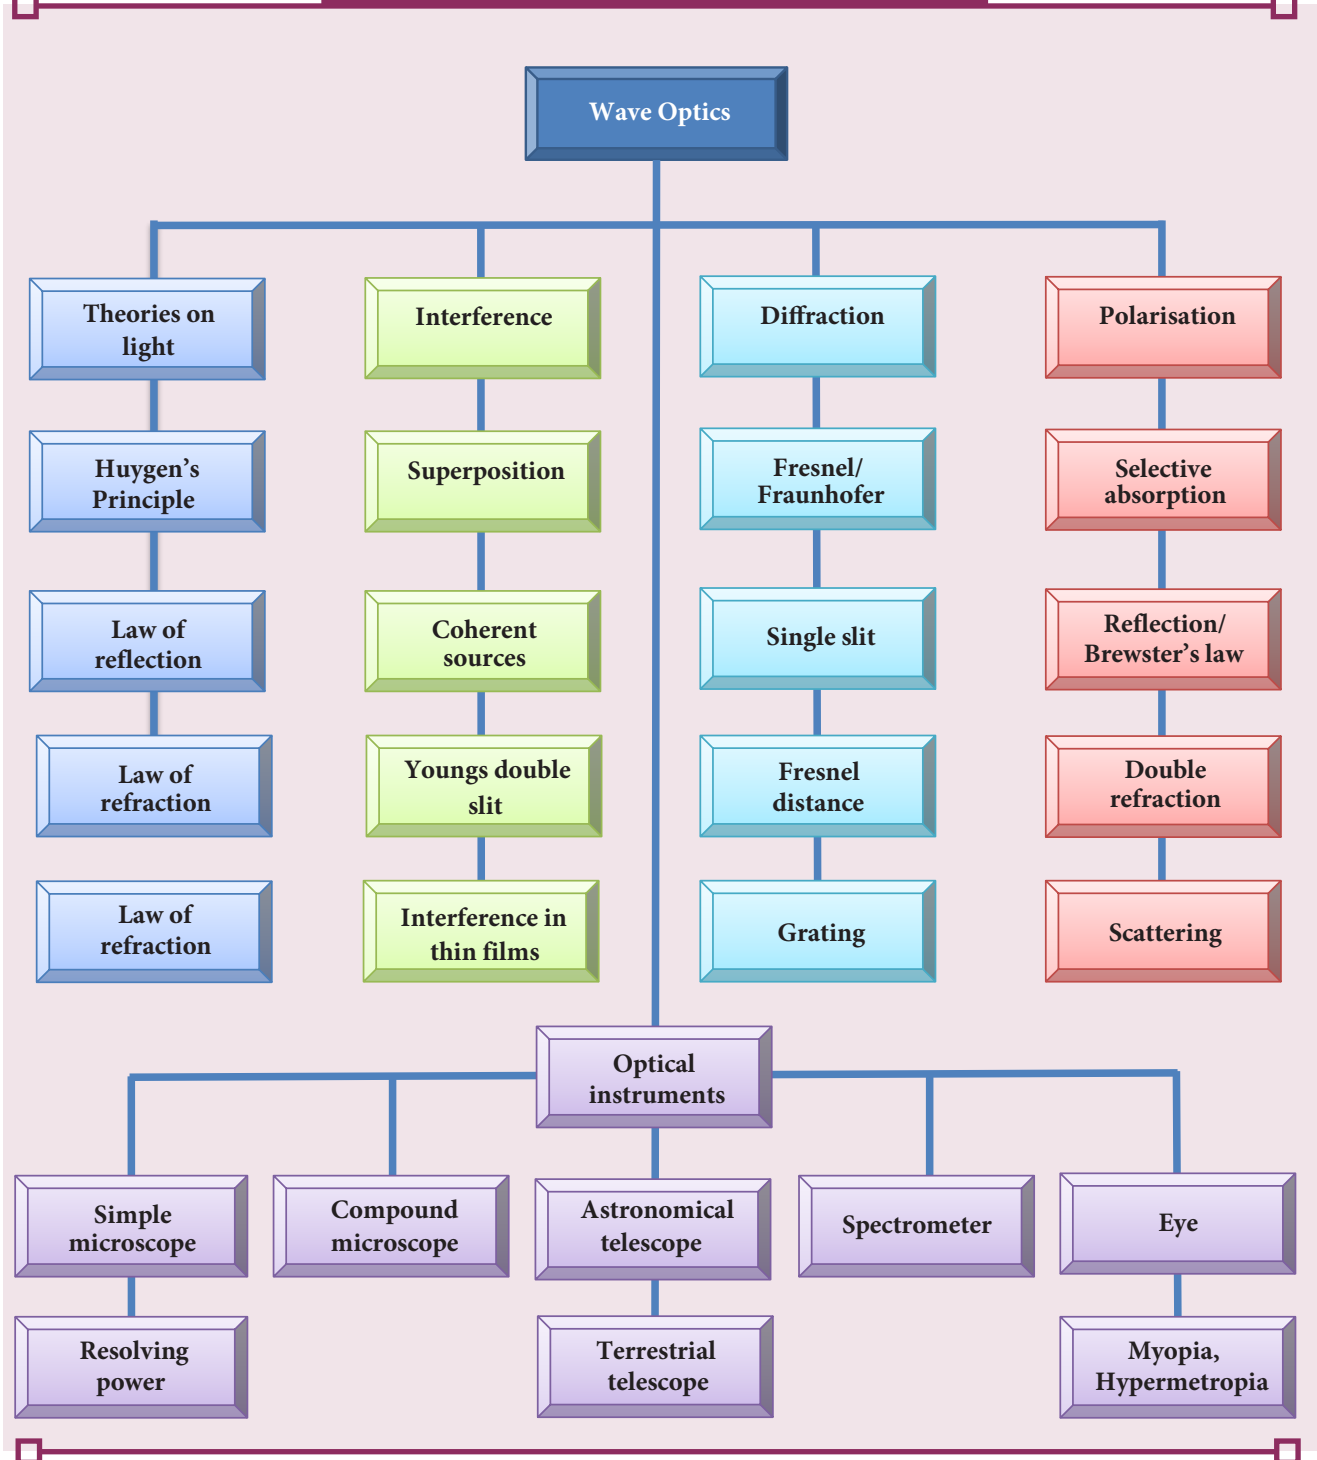 Wave Optics
Theories on
light
Interference
Diffraction
Polarisation
Huygen's
Principle
Superposition
Fresnel/
Fraunhofer
Selective
absorption
Law of
reflection
Coherent
sources
Single slit
Reflection/
Brewster's law
Law of
refraction
Youngs double
slit
Fresnel
distance
Double
refraction
Law of
refraction
Interference in
thin films
Grating
Scattering
Optical
instruments
Simple
microscope
Compound
microscope
Astronomical
telescope
Spectrometer
Eye
Resolving
power
Terrestrial
telescope
Myopia,
Hypermetropia